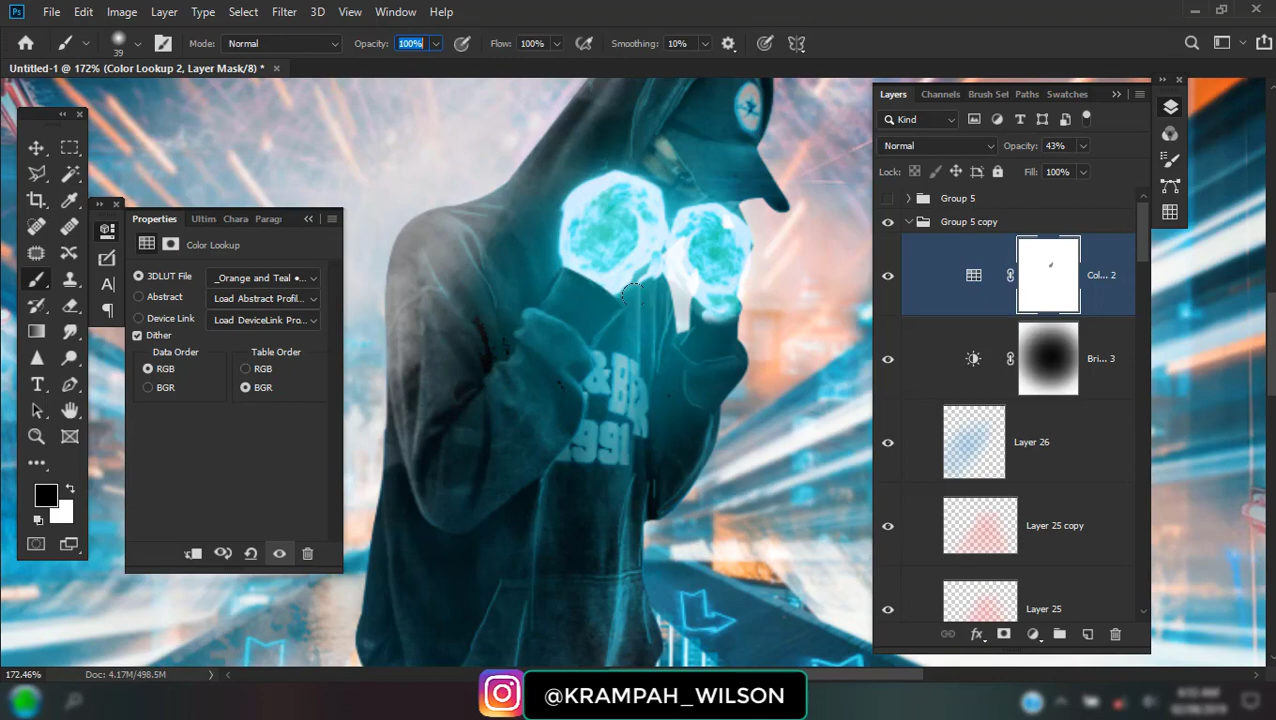 Ps File Edit Image Layer Type Select Filter 3D View Window Help
39 Mode: Normal Opacity: 100% Flow: 100% Smoothing: 10%
Untitled-1 @ 172% (Color Lookup 2, Layer Mask/8) *
Properties Ultim Chara Paragi
Color Lookup
3DLUT File _Orange and Teal
Abstract Load Abstract Profil...
Device Link Load DeviceLink Pro...
Dither
Data Order Table Order
RGB RGB
BGR BGR
1991
Layers Channels Brush Set Paths Swatches
Kind
Normal Opacity: 43%
Lock: Fill: 100%
Group 5
Group 5 copy
Col... 2
Bri... 3
Layer 26
Layer 25 copy
Layer 25
fx
172.46% Doc: 4.17M/498.5M
@KRAMPAH_WILSON